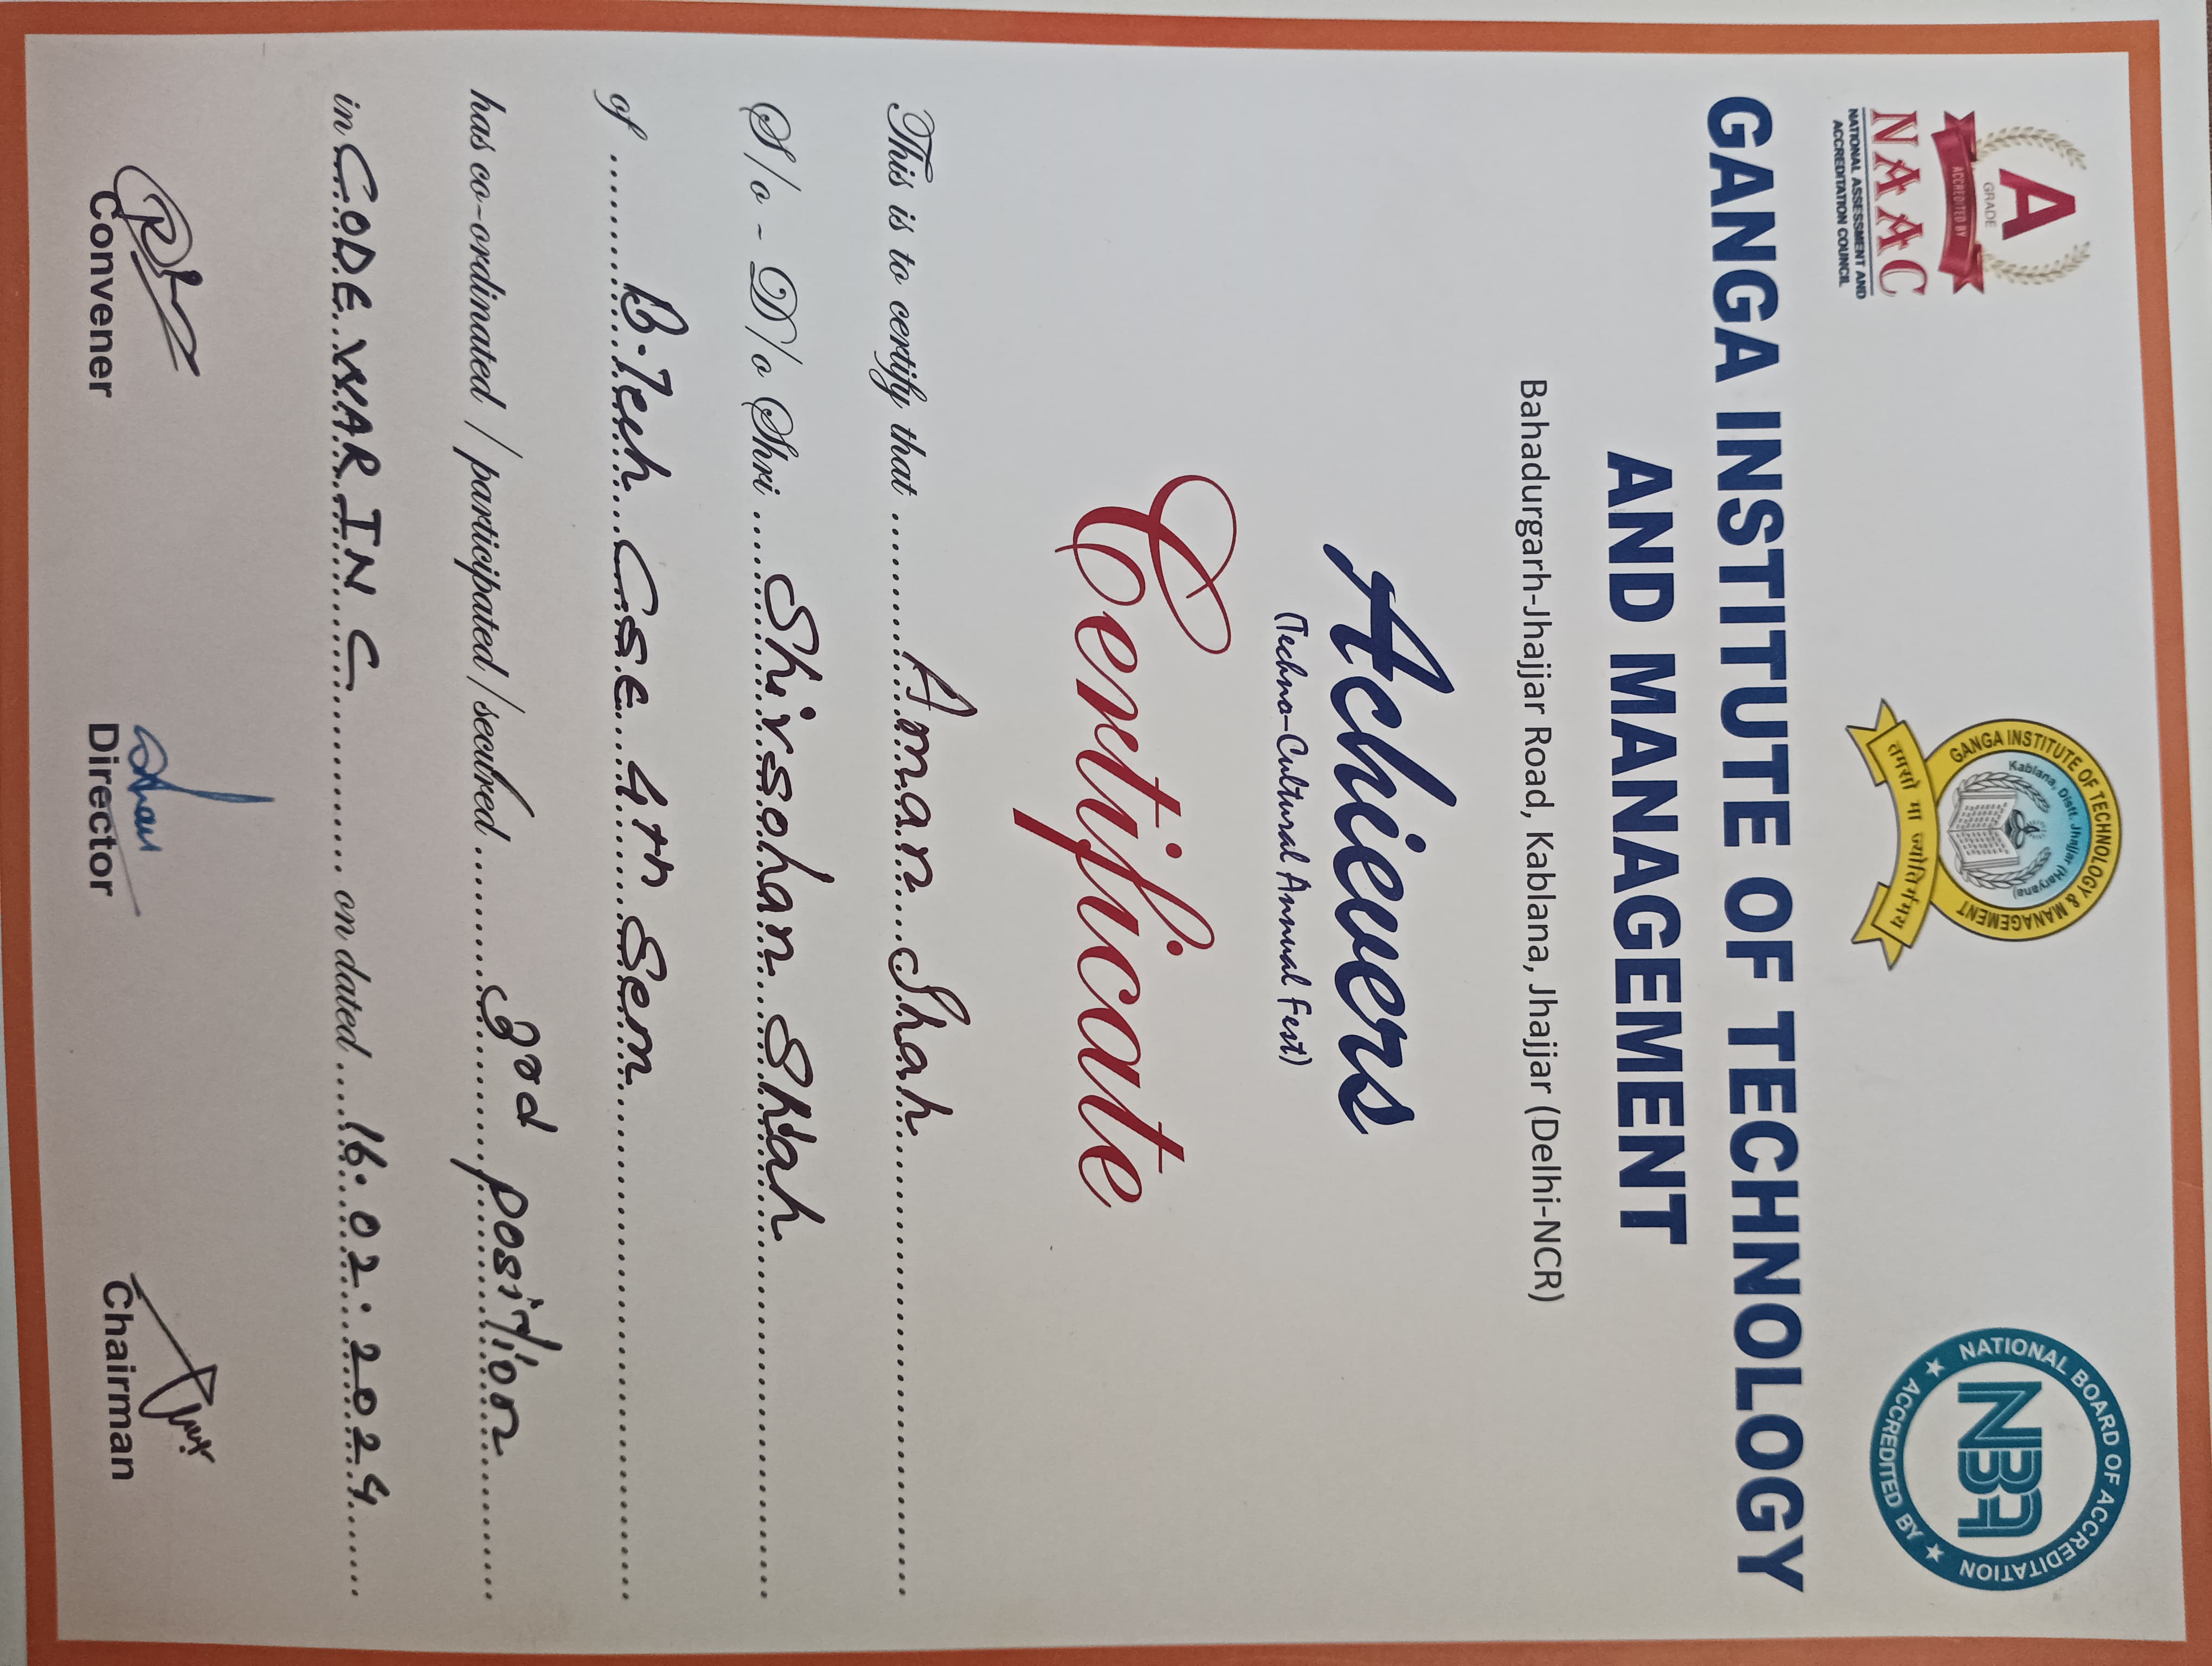 A
GRADE
ACCREDITED BY
NAAC
NATIONAL ASSESSMENT AND
ACCREDITATION COUNCIL
GANGA INSTITUTE OF TECHNOLOGY & MANAGEMENT
Kablana, Distt. Jhajjar (Haryana)
तमसो मा ज्योतिर्गमय
NATIONAL BOARD OF ACCREDITATION
NBA
★ ACCREDITED BY ★
GANGA INSTITUTE OF TECHNOLOGY
AND MANAGEMENT
Bahadurgarh-Jhajjar Road, Kablana, Jhajjar (Delhi-NCR)
Achievers
(Techno-Cultural Annual Fest)
Certificate
This is to certify that Aman Shah
S/o - D/o Shri Shivsohan Shah
of B.Tech CSE 4th Sem
has co-ordinated / participated / secured 3rd position
in CODE WAR IN C on dated 16.02.2024
Convener Director Chairman